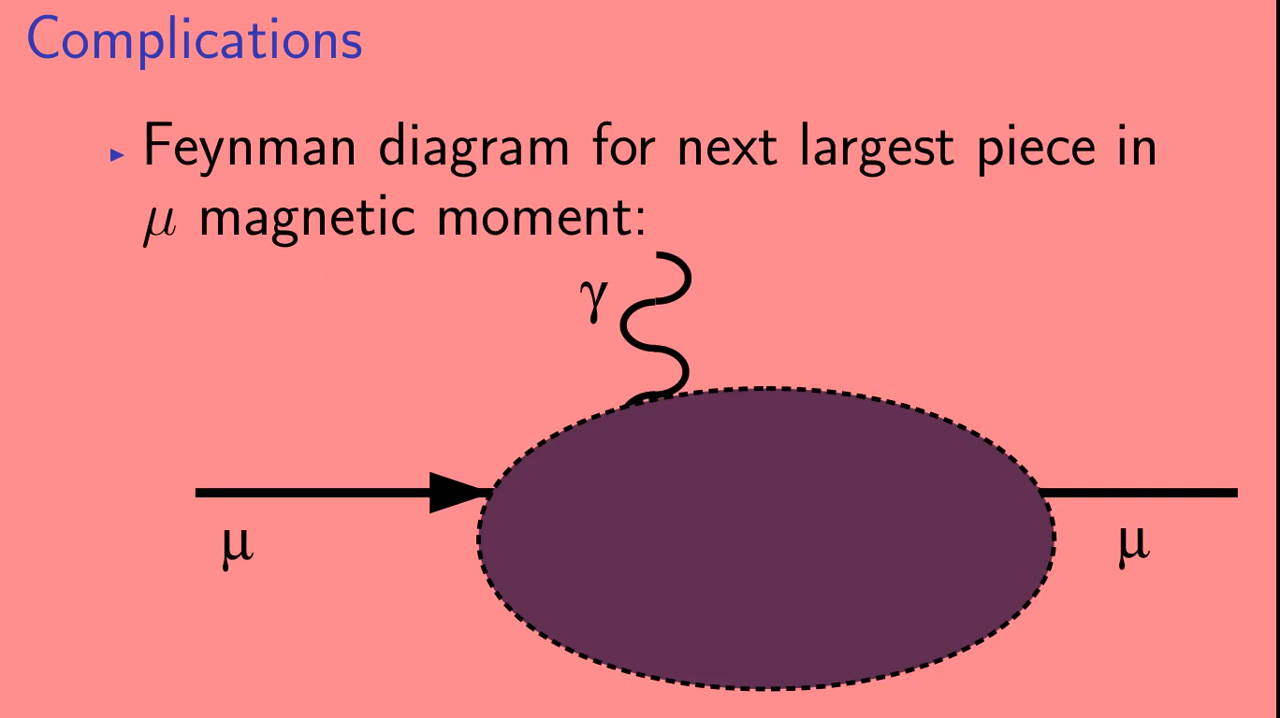 Complications
▸ Feynman diagram for next largest piece in
μ magnetic moment:
γ
μ
μ